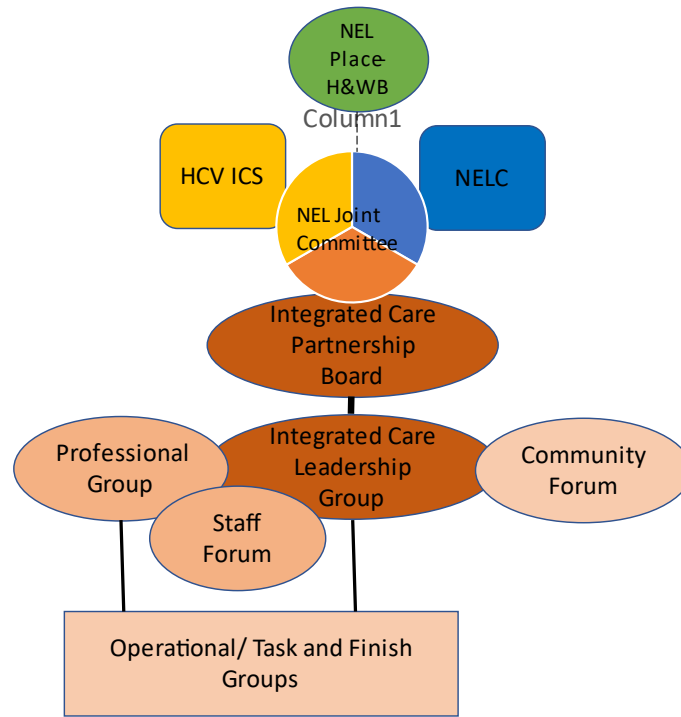 NEL
Place-
H&WB
Column1
HCV ICS
NELC
NEL Joint
Committee
Integrated Care
Partnership
Board
Integrated Care
Leadership
Group
Professional
Group
Community
Forum
Staff
Forum
Operational/ Task and Finish
Groups